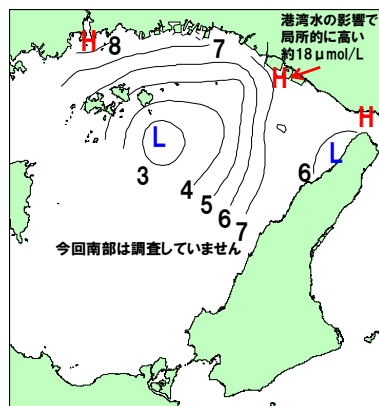 港湾水の影響で
局所的に高い
約18μmol/L
H
8
7
H
H
L
L
3
6
4
5
6
7
今回南部は調査していません